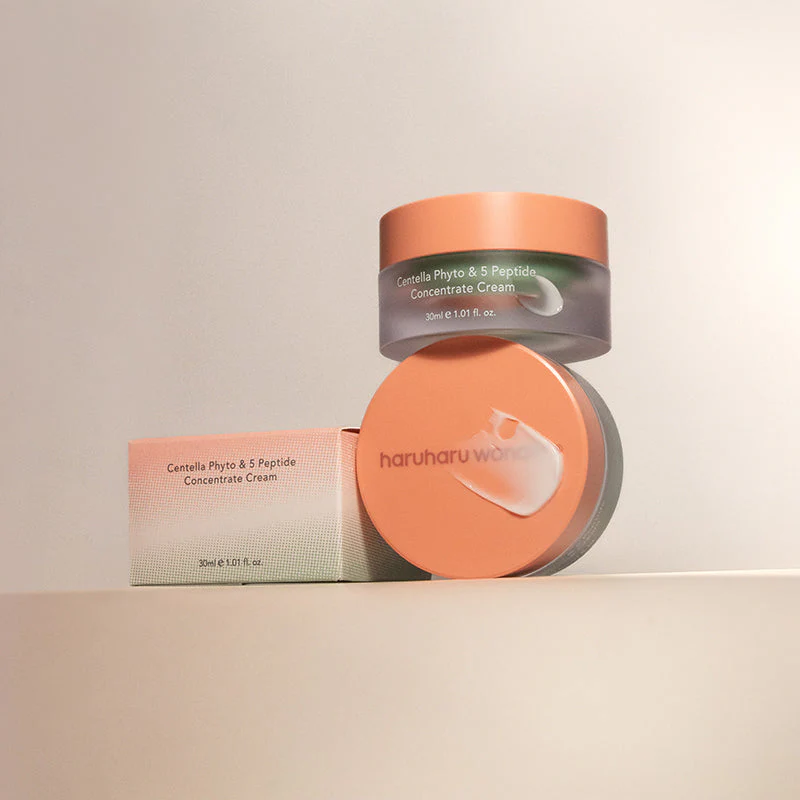 Centella Phyto & 5 Peptide
Concentrate Cream
30ml e 1.01 fl. oz.
haruharu
Centella Phyto & 5 Peptide
Concentrate Cream
30ml e 1.01 fl. oz.